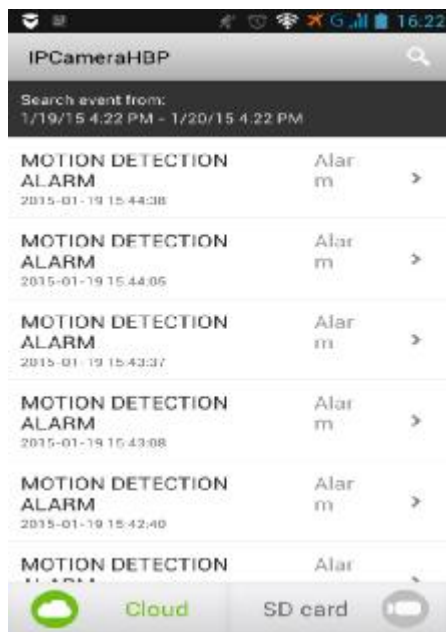 G 16:22
IPCameraHBP
Search event from:
1/19/15 4:22 PM - 1/20/15 4:22 PM
MOTION DETECTION Alar
ALARM m
2015-01-19 15:44:38
MOTION DETECTION Alar
ALARM m
2015-01-19 15:44:05
MOTION DETECTION Alar
ALARM m
2015-01-19 15:43:37
MOTION DETECTION Alar
ALARM m
2015-01-19 15:43:08
MOTION DETECTION Alar
ALARM m
2015-01-19 15:42:40
MOTION DETECTION Alar
Cloud SD card